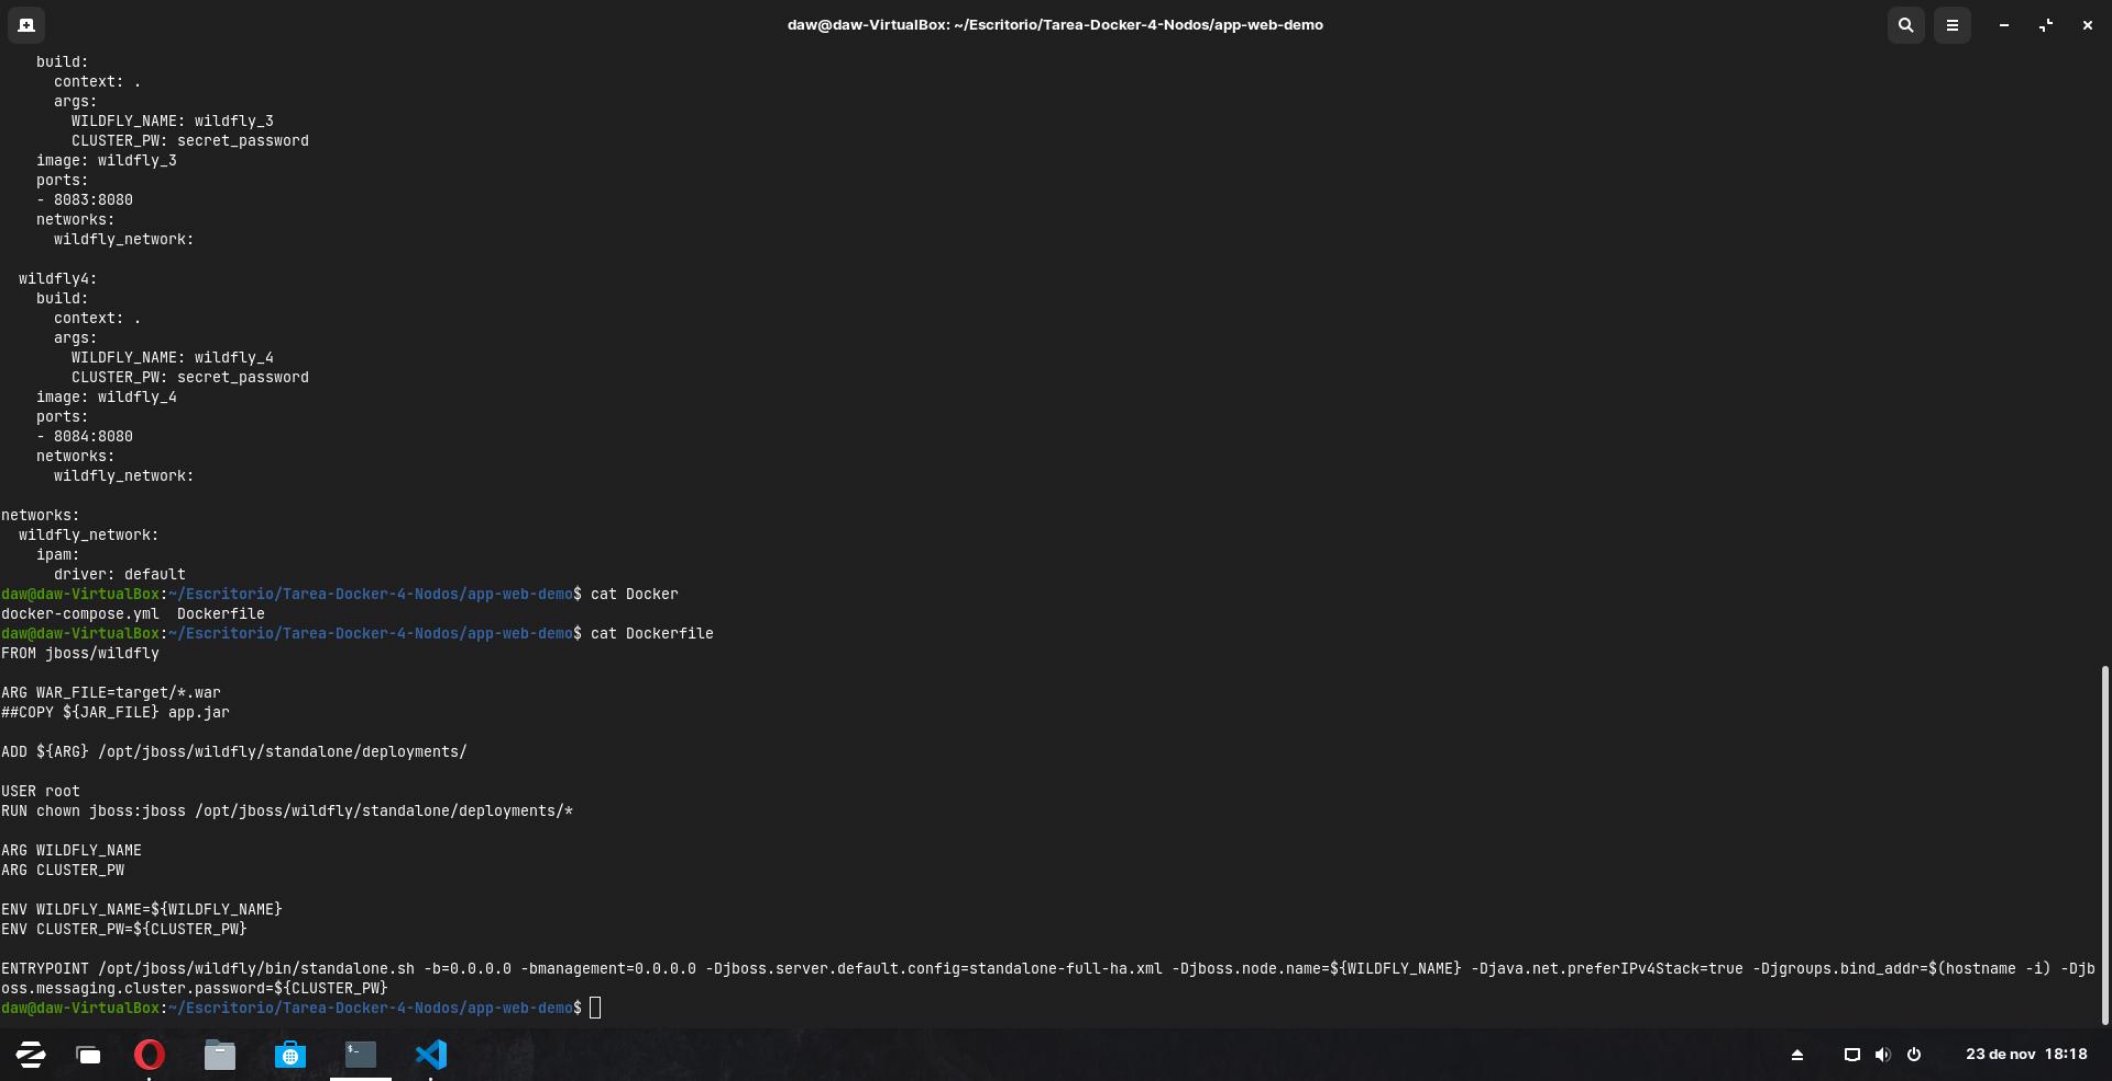 daw@daw-VirtualBox: ~/Escritorio/Tarea-Docker-4-Nodos/app-web-demo
    build:
      context: .
      args:
        WILDFLY_NAME: wildfly_3
        CLUSTER_PW: secret_password
    image: wildfly_3
    ports:
    - 8083:8080
    networks:
      wildfly_network:

  wildfly4:
    build:
      context: .
      args:
        WILDFLY_NAME: wildfly_4
        CLUSTER_PW: secret_password
    image: wildfly_4
    ports:
    - 8084:8080
    networks:
      wildfly_network:

networks:
  wildfly_network:
    ipam:
      driver: default
daw@daw-VirtualBox:~/Escritorio/Tarea-Docker-4-Nodos/app-web-demo$ cat Docker
docker-compose.yml  Dockerfile
daw@daw-VirtualBox:~/Escritorio/Tarea-Docker-4-Nodos/app-web-demo$ cat Dockerfile
FROM jboss/wildfly

ARG WAR_FILE=target/*.war
##COPY ${JAR_FILE} app.jar

ADD ${ARG} /opt/jboss/wildfly/standalone/deployments/

USER root
RUN chown jboss:jboss /opt/jboss/wildfly/standalone/deployments/*

ARG WILDFLY_NAME
ARG CLUSTER_PW

ENV WILDFLY_NAME=${WILDFLY_NAME}
ENV CLUSTER_PW=${CLUSTER_PW}

ENTRYPOINT /opt/jboss/wildfly/bin/standalone.sh -b=0.0.0.0 -bmanagement=0.0.0.0 -Djboss.server.default.config=standalone-full-ha.xml -Djboss.node.name=${WILDFLY_NAME} -Djava.net.preferIPv4Stack=true -Djgroups.bind_addr=$(hostname -i) -Djb
oss.messaging.cluster.password=${CLUSTER_PW}
daw@daw-VirtualBox:~/Escritorio/Tarea-Docker-4-Nodos/app-web-demo$
$_
23 de nov  18:18